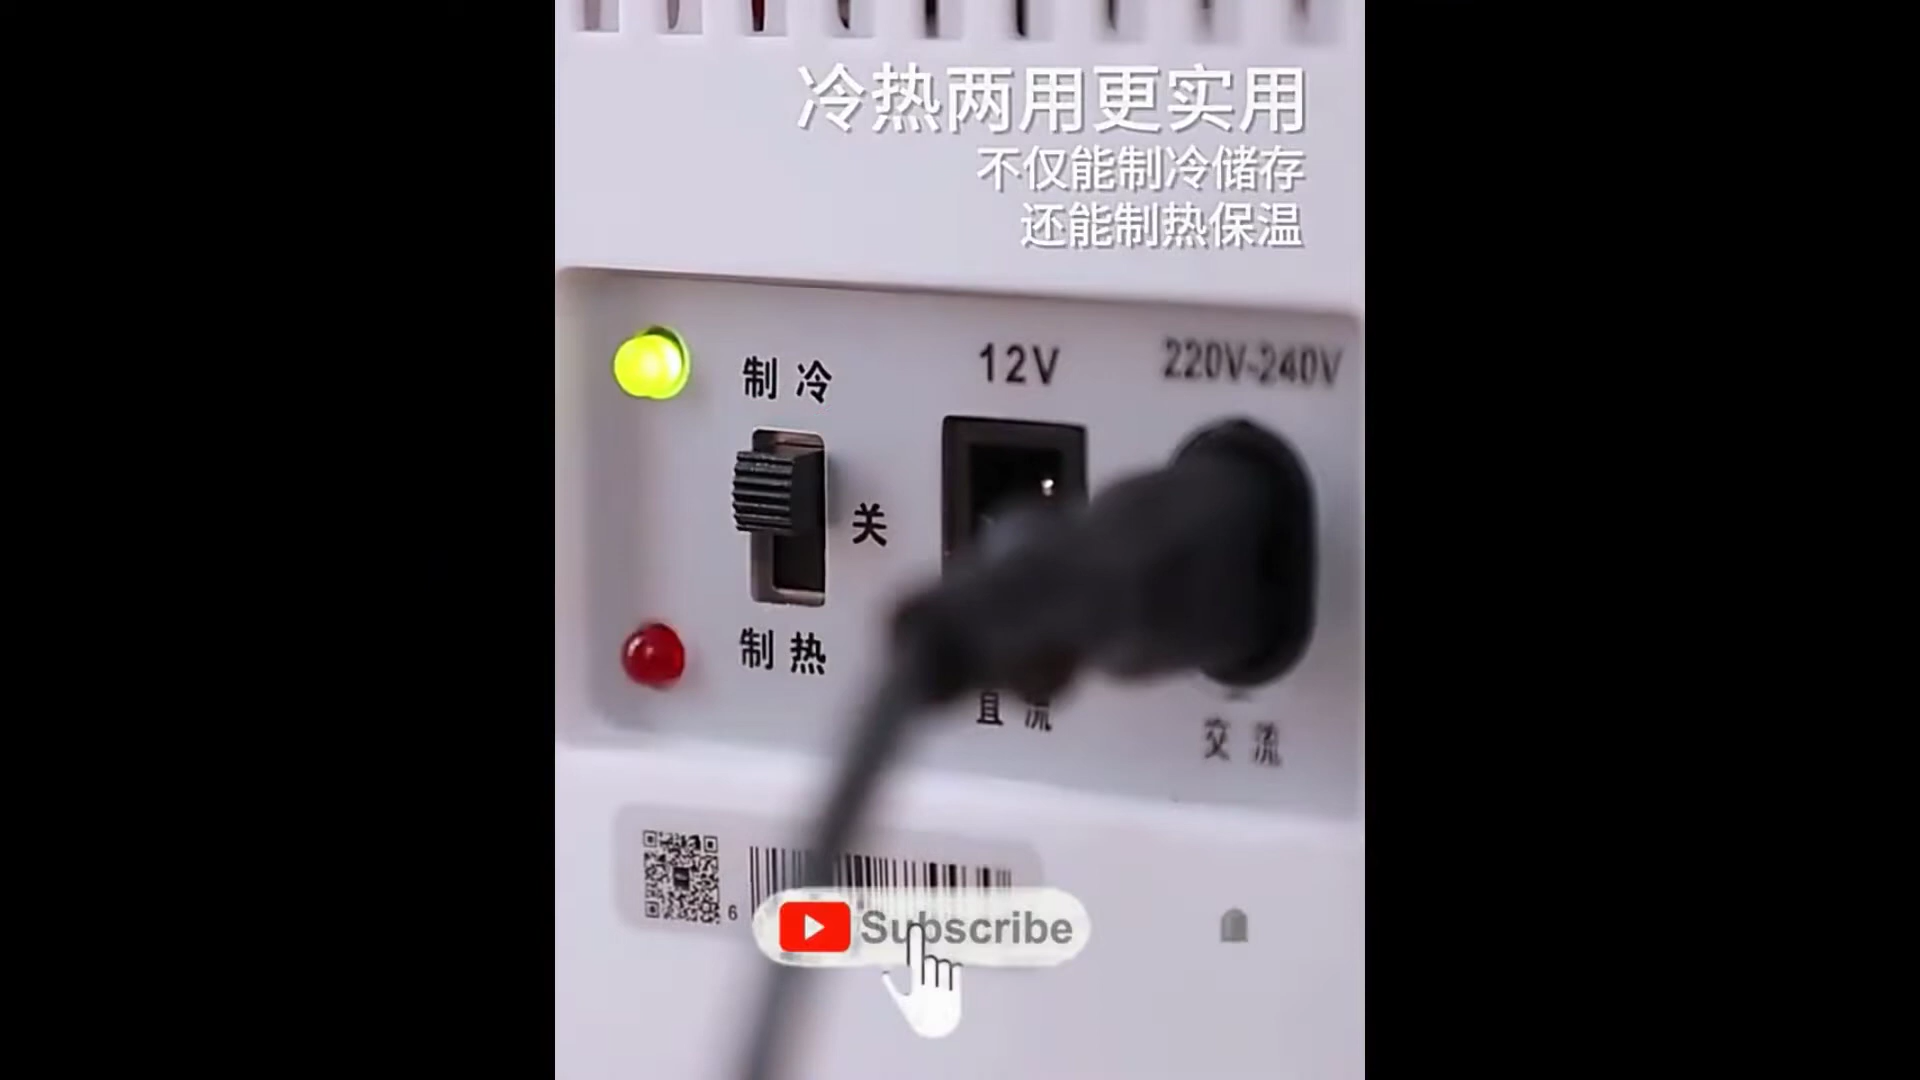 冷热两用更实用
不仅能制冷储存
还能制热保温
制冷
12V
220V-240V
关
制热
直流
交流
6
Subscribe